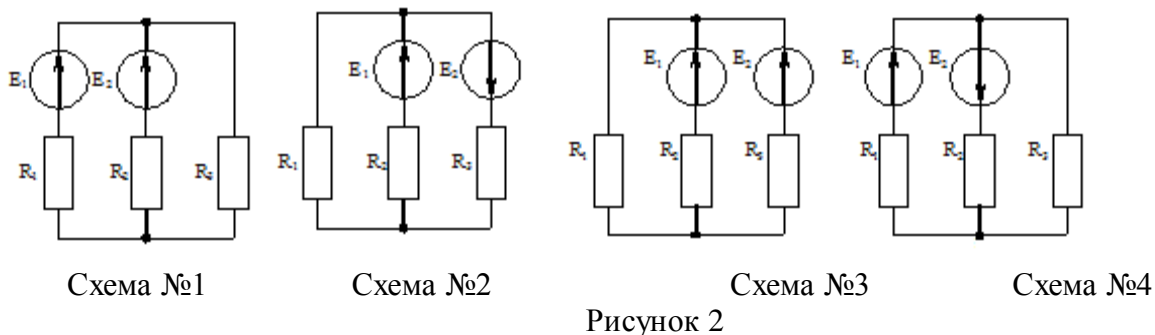 E₁ E₂ E₁ E₂ E₁ E₂ E₁ E₂
R₁ R₂ R₃ R₁ R₂ R₃ R₁ R₂ R₃ R₁ R₂ R₃
Схема №1 Схема №2 Схема №3 Схема №4
Рисунок 2